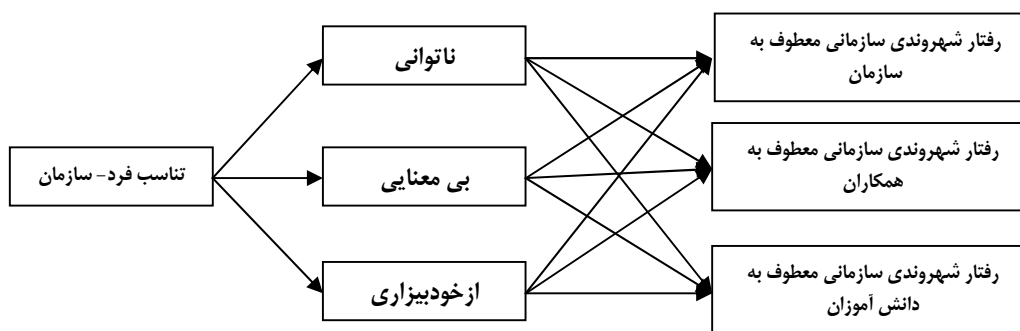 تناسب فرد- سازمان
ناتوانی
بی معنایی
ازخودبیزاری
رفتار شهروندی سازمانی معطوف به
سازمان
رفتار شهروندی سازمانی معطوف به
همکاران
رفتار شهروندی سازمانی معطوف به
دانش آموزان